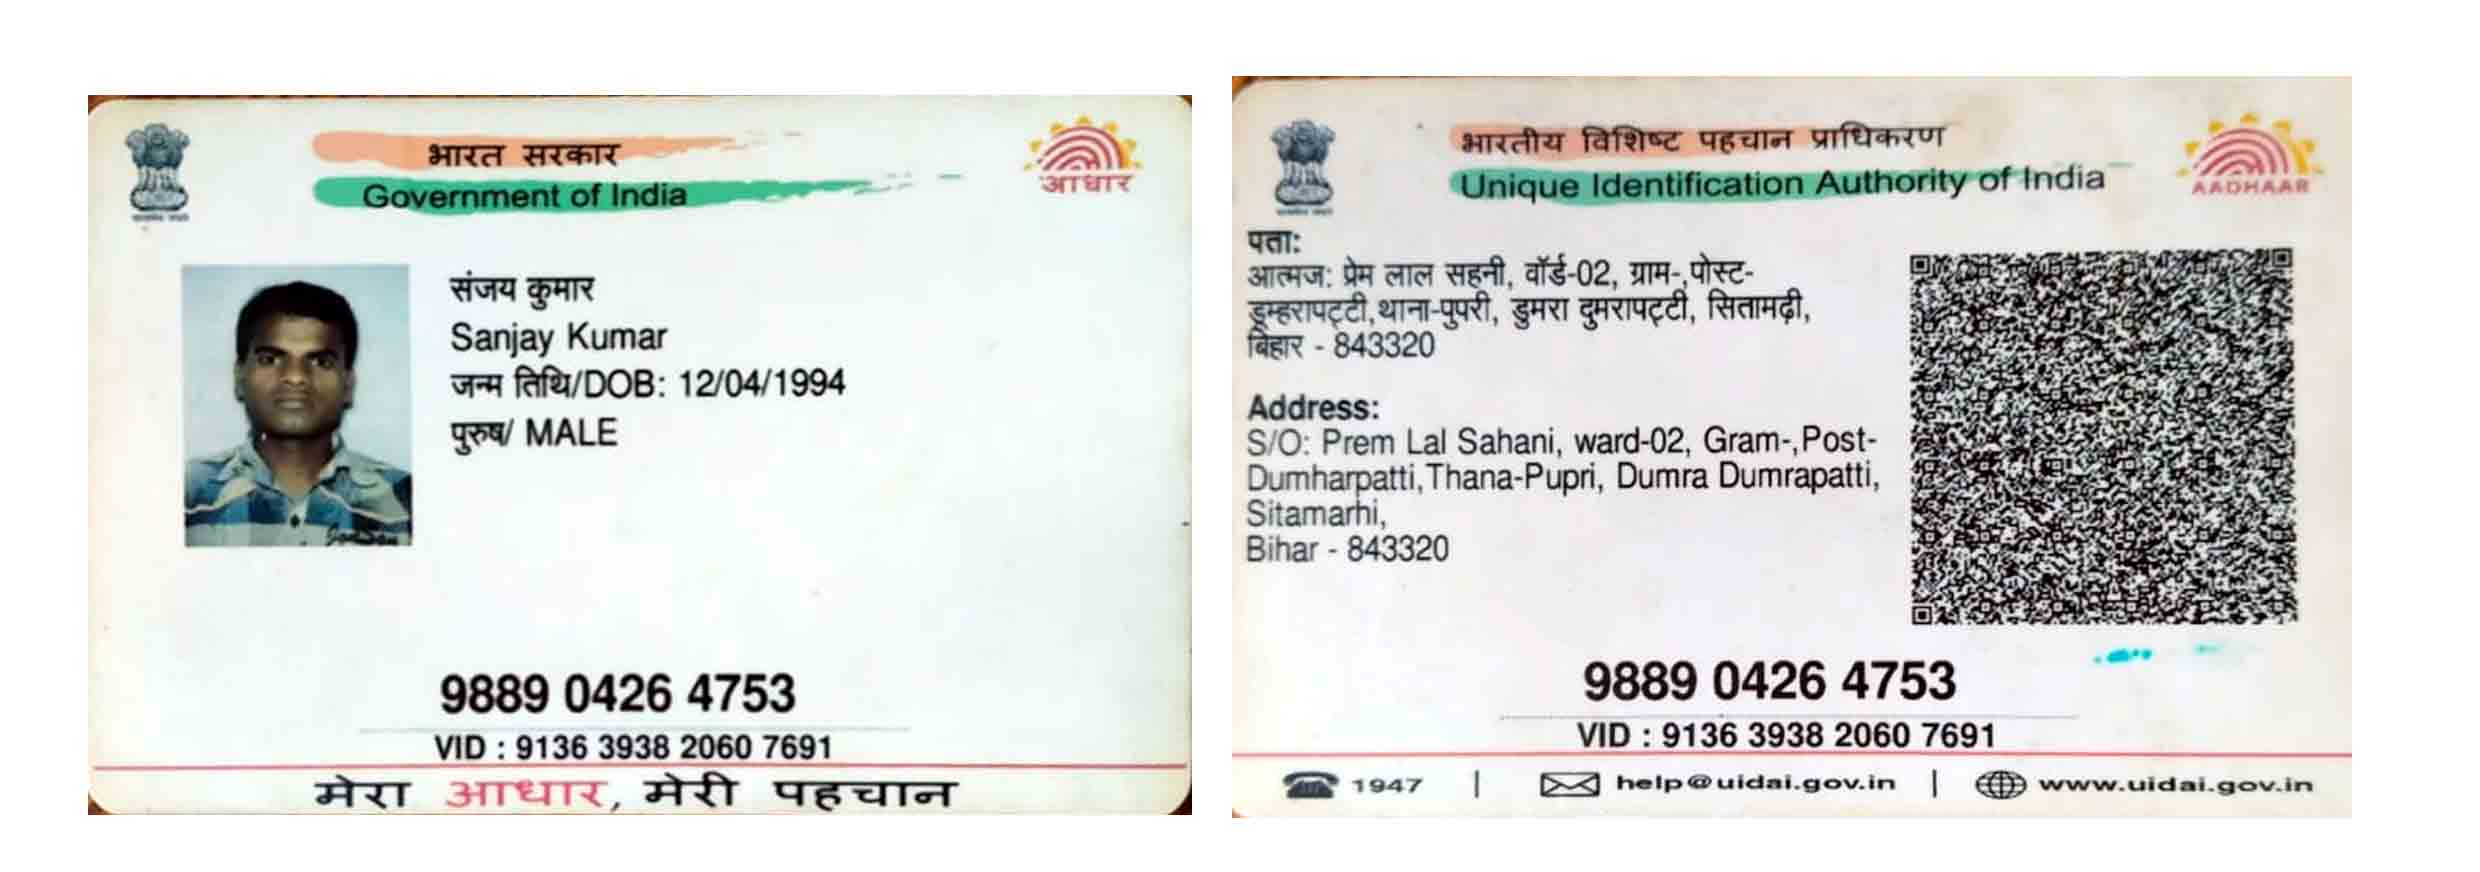 भारत सरकार
Government of India
आधार
संजय कुमार
Sanjay Kumar
जन्म तिथि/DOB: 12/04/1994
पुरुष/ MALE
9889 0426 4753
VID : 9136 3938 2060 7691
मेरा आधार, मेरी पहचान
भारतीय विशिष्ट पहचान प्राधिकरण
Unique Identification Authority of India
AADHAAR
पता:
आत्मज: प्रेम लाल सहनी, वॉर्ड-02, ग्राम-,पोस्ट-
डूम्हरापट्टी,थाना-पुपरी, डुमरा दुमरापट्टी, सितामढ़ी,
बिहार - 843320
Address:
S/O: Prem Lal Sahani, ward-02, Gram-,Post-
Dumharpatti,Thana-Pupri, Dumra Dumrapatti,
Sitamarhi,
Bihar - 843320
9889 0426 4753
VID : 9136 3938 2060 7691
1947 | help@uidai.gov.in | www.uidai.gov.in